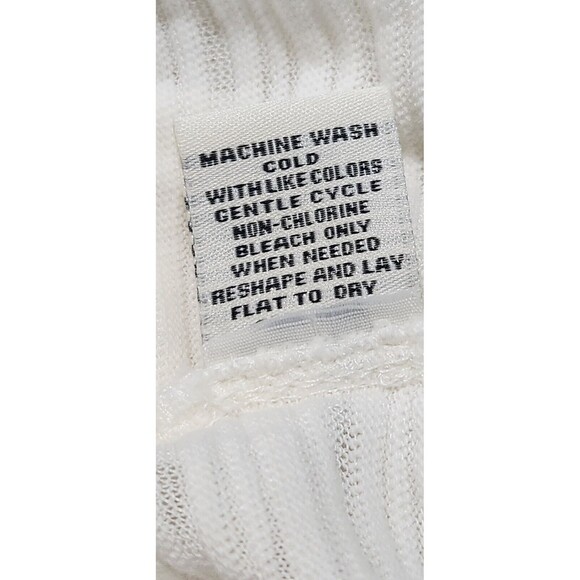 MACHINE WASH
COLD
WITH LIKE COLORS
GENTLE CYCLE
NON-CHLORINE
BLEACH ONLY
WHEN NEEDED
RESHAPE AND LAY
FLAT TO DRY